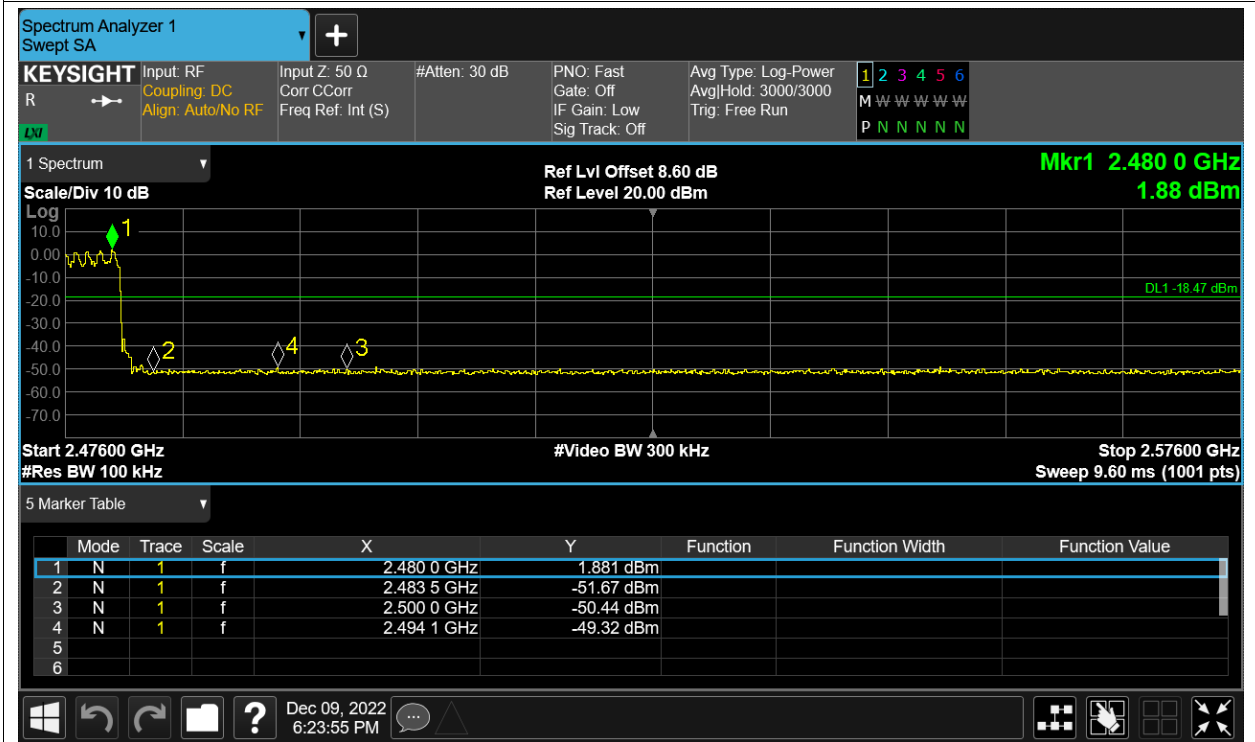 Spectrum Analyzer 1
Swept SA
+
KEYSIGHT
R
LXI
Input: RF
Coupling: DC
Align: Auto/No RF
Input Z: 50 Ω
Corr CCorr
Freq Ref: Int (S)
#Atten: 30 dB
PNO: Fast
Gate: Off
IF Gain: Low
Sig Track: Off
Avg Type: Log-Power
Avg|Hold: 3000/3000
Trig: Free Run
1 2 3 4 5 6
M W W W W W
P N N N N N
1 Spectrum
Scale/Div 10 dB
Ref Lvl Offset 8.60 dB
Ref Level 20.00 dBm
Mkr1 2.480 0 GHz
1.88 dBm
Log
10.0
0.00
-10.0
-20.0
-30.0
-40.0
-50.0
-60.0
-70.0
1
2
4
3
DL1 -18.47 dBm
Start 2.47600 GHz
#Res BW 100 kHz
#Video BW 300 kHz
Stop 2.57600 GHz
Sweep 9.60 ms (1001 pts)
5 Marker Table
Mode Trace Scale X Y Function Function Width Function Value
1 N 1 f 2.480 0 GHz 1.881 dBm
2 N 1 f 2.483 5 GHz -51.67 dBm
3 N 1 f 2.500 0 GHz -50.44 dBm
4 N 1 f 2.494 1 GHz -49.32 dBm
5
6
?
Dec 09, 2022
6:23:55 PM